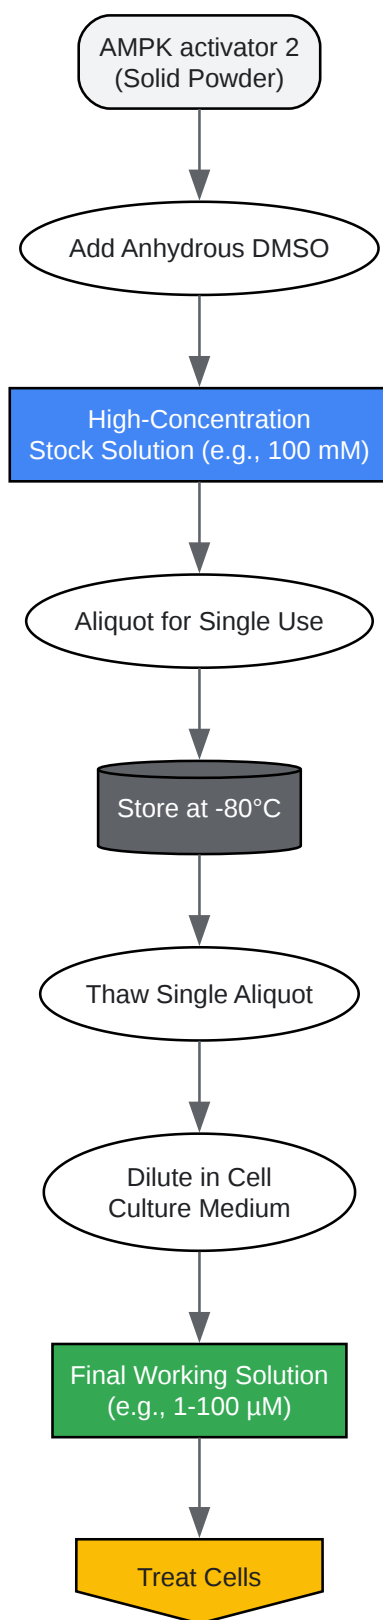 AMPK activator 2
(Solid Powder)
Add Anhydrous DMSO
High-Concentration
Stock Solution (e.g., 100 mM)
Aliquot for Single Use
Store at -80°C
Thaw Single Aliquot
Dilute in Cell
Culture Medium
Final Working Solution
(e.g., 1-100 µM)
Treat Cells